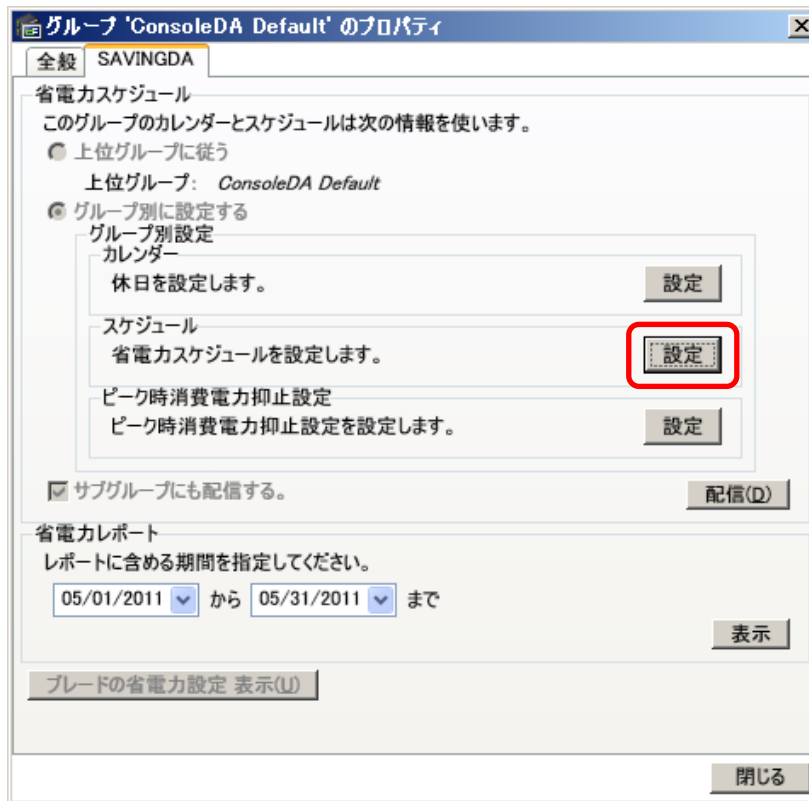 グループ 'ConsoleDA Default' のプロパティ
全般 SAVINGDA
省電力スケジュール
このグループのカレンダーとスケジュールは次の情報を使います。
上位グループに従う
上位グループ: ConsoleDA Default
グループ別に設定する
グループ別設定
カレンダー
休日を設定します。 設定
スケジュール
省電力スケジュールを設定します。 設定
ピーク時消費電力抑止設定
ピーク時消費電力抑止設定を設定します。 設定
サブグループにも配信する。 配信(D)
省電力レポート
レポートに含める期間を指定してください。
05/01/2011 から 05/31/2011 まで
表示
ブレードの省電力設定 表示(U)
閉じる